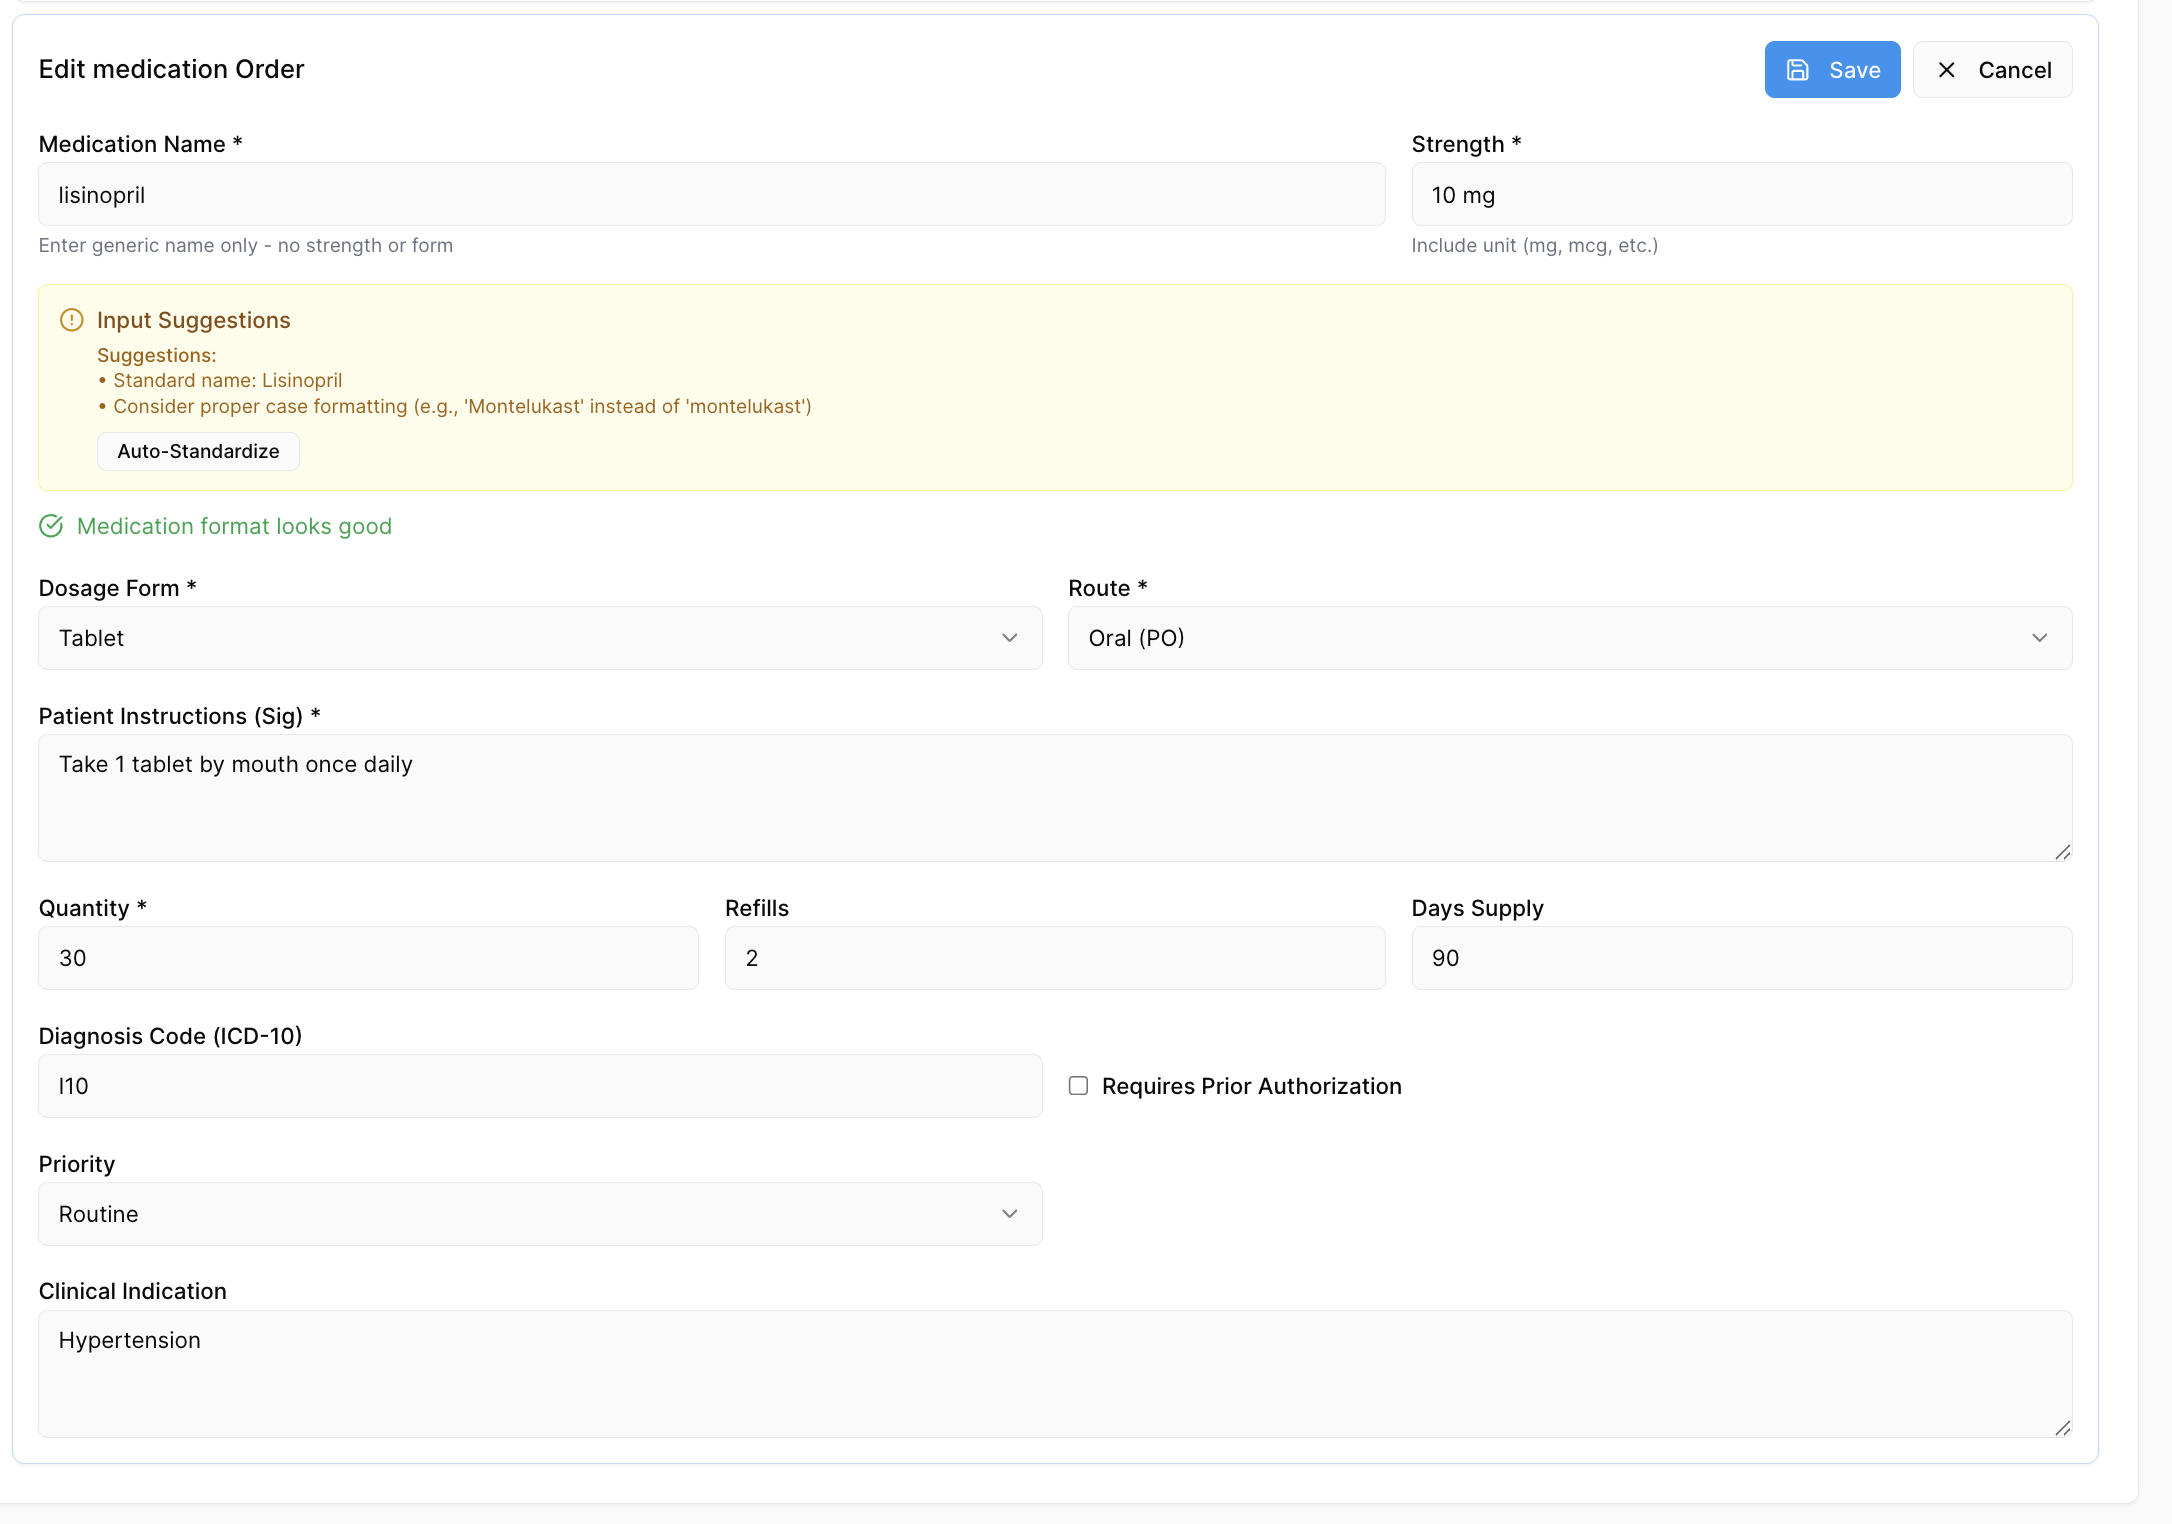 Edit medication Order
Save
Cancel
Medication Name *
Strength *
lisinopril
10 mg
Enter generic name only - no strength or form
Include unit (mg, mcg, etc.)
Input Suggestions
Suggestions:
• Standard name: Lisinopril
• Consider proper case formatting (e.g., 'Montelukast' instead of 'montelukast')
Auto-Standardize
Medication format looks good
Dosage Form *
Route *
Tablet
Oral (PO)
Patient Instructions (Sig) *
Take 1 tablet by mouth once daily
Quantity *
Refills
Days Supply
30
2
90
Diagnosis Code (ICD-10)
I10
Requires Prior Authorization
Priority
Routine
Clinical Indication
Hypertension